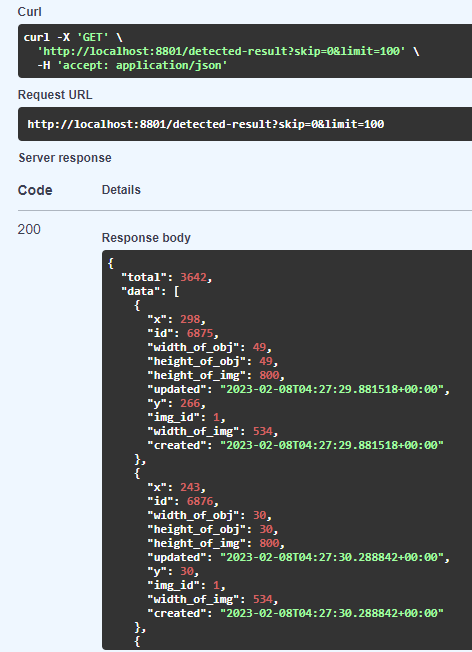 Curl
curl -X 'GET' \
  'http://localhost:8801/detected-result?skip=0&limit=100' \
  -H 'accept: application/json'
Request URL
http://localhost:8801/detected-result?skip=0&limit=100
Server response
Code Details
200
Response body
{
  "total": 3642,
  "data": [
    {
      "x": 298,
      "id": 6875,
      "width_of_obj": 49,
      "height_of_obj": 49,
      "height_of_img": 800,
      "updated": "2023-02-08T04:27:29.881518+00:00",
      "y": 266,
      "img_id": 1,
      "width_of_img": 534,
      "created": "2023-02-08T04:27:29.881518+00:00"
    },
    {
      "x": 243,
      "id": 6876,
      "width_of_obj": 30,
      "height_of_obj": 30,
      "height_of_img": 800,
      "updated": "2023-02-08T04:27:30.288842+00:00",
      "y": 30,
      "img_id": 1,
      "width_of_img": 534,
      "created": "2023-02-08T04:27:30.288842+00:00"
    },
    {